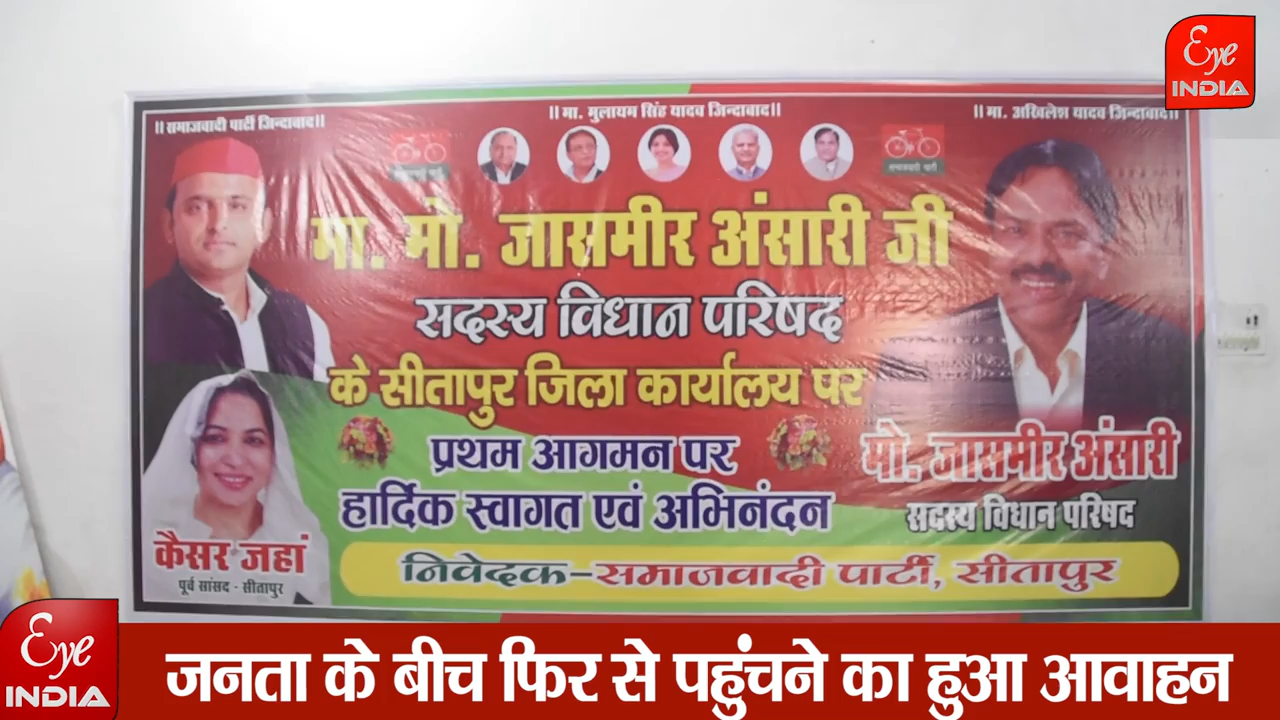 Eye
INDIA
॥समाजवादी पार्टी जिन्दाबाद॥
॥मा. मुलायम सिंह यादव जिन्दाबाद॥
॥मा. अखिलेश यादव जिन्दाबाद॥
समाजवादी पार्टी
मा. मो. जासमीर अंसारी जी
सदस्य विधान परिषद
के सीतापुर जिला कार्यालय पर
प्रथम आगमन पर
हार्दिक स्वागत एवं अभिनंदन
मो. जासमीर अंसारी
सदस्य विधान परिषद
कैसर जहां
पूर्व सांसद - सीतापुर
निवेदक-समाजवादी पार्टी, सीतापुर
Eye
INDIA
जनता के बीच फिर से पहुंचने का हुआ आवाहन